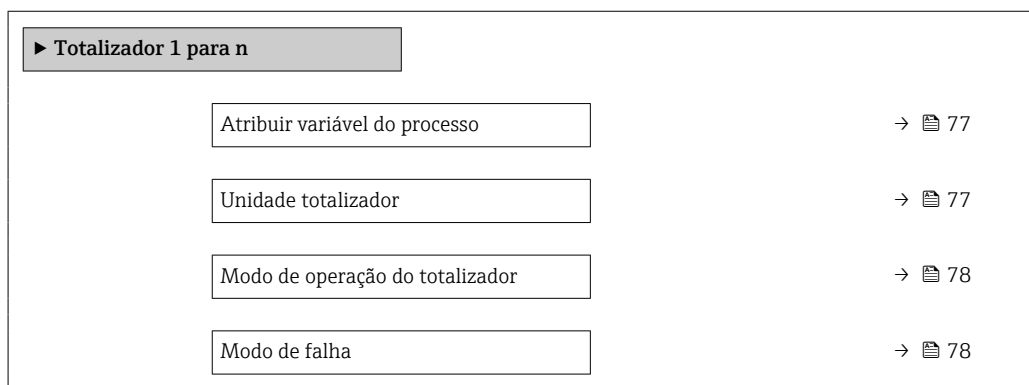 ▶ Totalizador 1 para n
Atribuir variável do processo → 77
Unidade totalizador → 77
Modo de operação do totalizador → 78
Modo de falha → 78